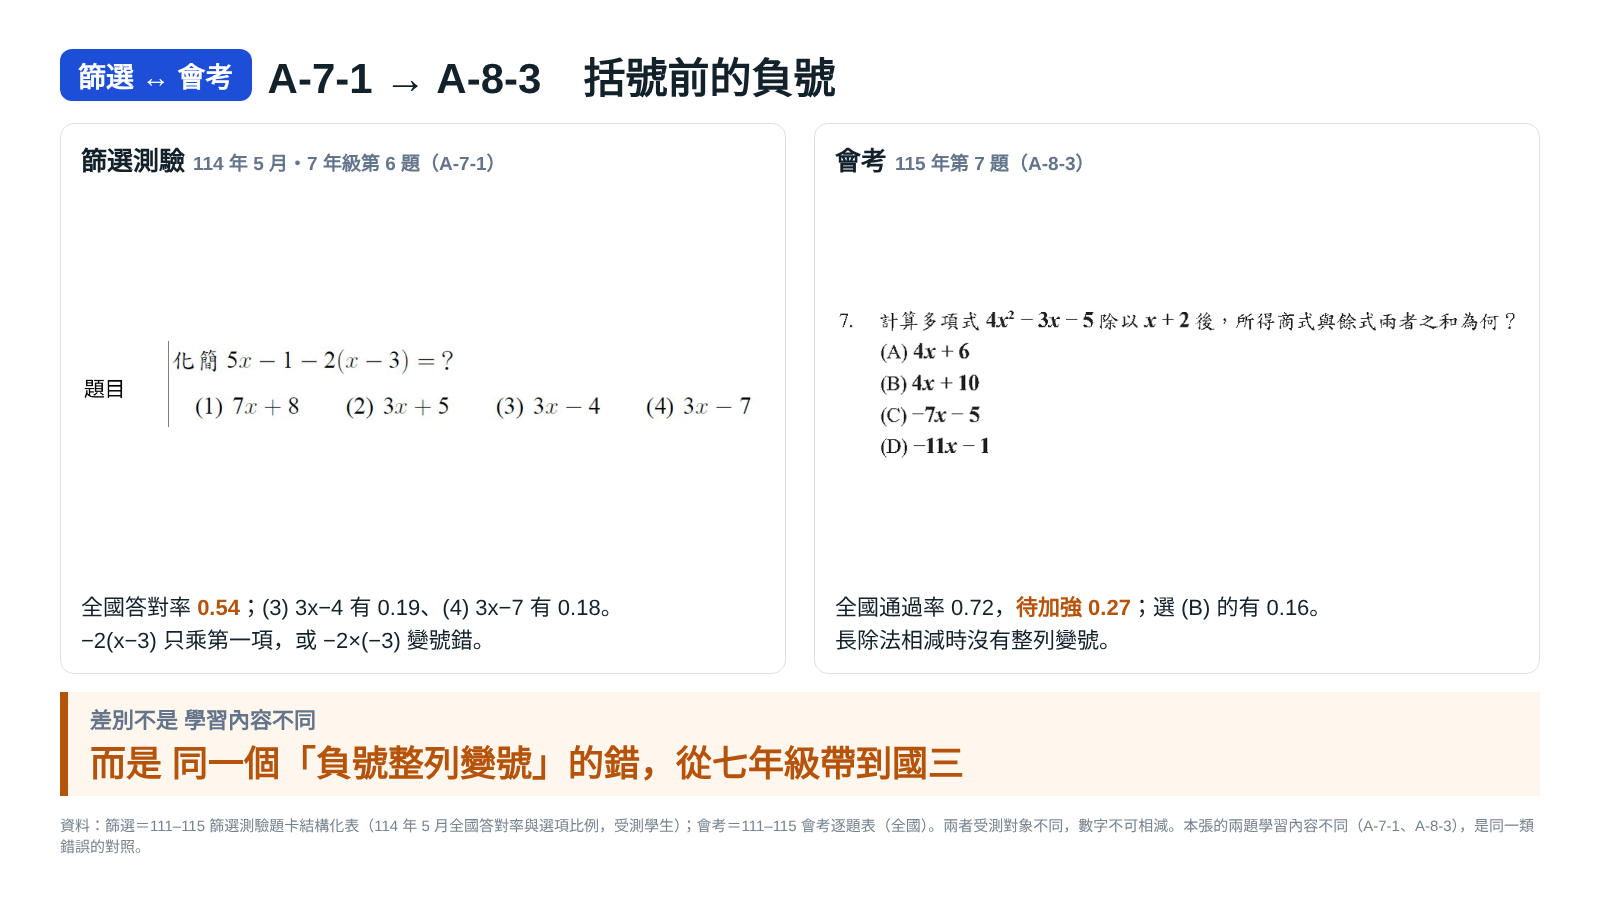 篩選 ↔ 會考 A-7-1 → A-8-3　括號前的負號
篩選測驗 114 年 5 月・7 年級第 6 題（A-7-1）
題目
化簡 5x − 1 − 2(x − 3) = ?
(1) 7x + 8 (2) 3x + 5 (3) 3x − 4 (4) 3x − 7
全國答對率 0.54；(3) 3x−4 有 0.19、(4) 3x−7 有 0.18。
−2(x−3) 只乘第一項，或 −2×(−3) 變號錯。
會考 115 年第 7 題（A-8-3）
7. 計算多項式 4x² − 3x − 5 除以 x + 2 後，所得商式與餘式兩者之和為何？
(A) 4x + 6
(B) 4x + 10
(C) −7x − 5
(D) −11x − 1
全國通過率 0.72，待加強 0.27；選 (B) 的有 0.16。
長除法相減時沒有整列變號。
差別不是 學習內容不同
而是 同一個「負號整列變號」的錯，從七年級帶到國三
資料：篩選＝111–115 篩選測驗題卡結構化表（114 年 5 月全國答對率與選項比例，受測學生）；會考＝111–115 會考逐題表（全國）。兩者受測對象不同，數字不可相減。本張的兩題學習內容不同（A-7-1、A-8-3），是同一類
錯誤的對照。